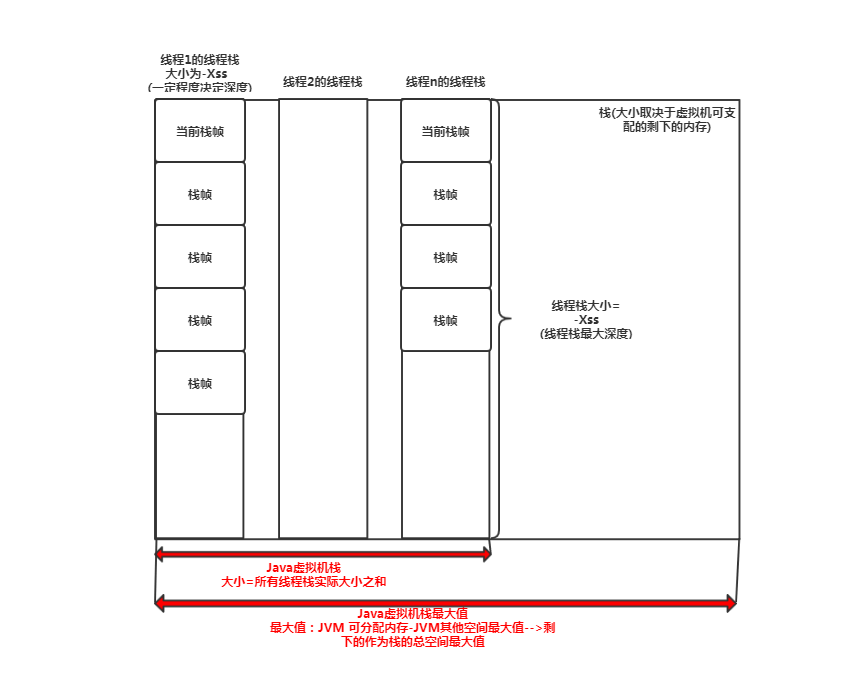 线程1的线程栈
大小为-Xss
(一定程度决定深度)
线程2的线程栈
线程n的线程栈
栈(大小取决于虚拟机可支
配的剩下的内存)
当前栈帧
栈帧
栈帧
栈帧
栈帧
当前栈帧
栈帧
栈帧
栈帧
线程栈大小=
-Xss
(线程栈最大深度)
Java虚拟机栈
大小=所有线程栈实际大小之和
Java虚拟机栈最大值
最大值：JVM 可分配内存-JVM其他空间最大值-->剩
下的作为栈的总空间最大值